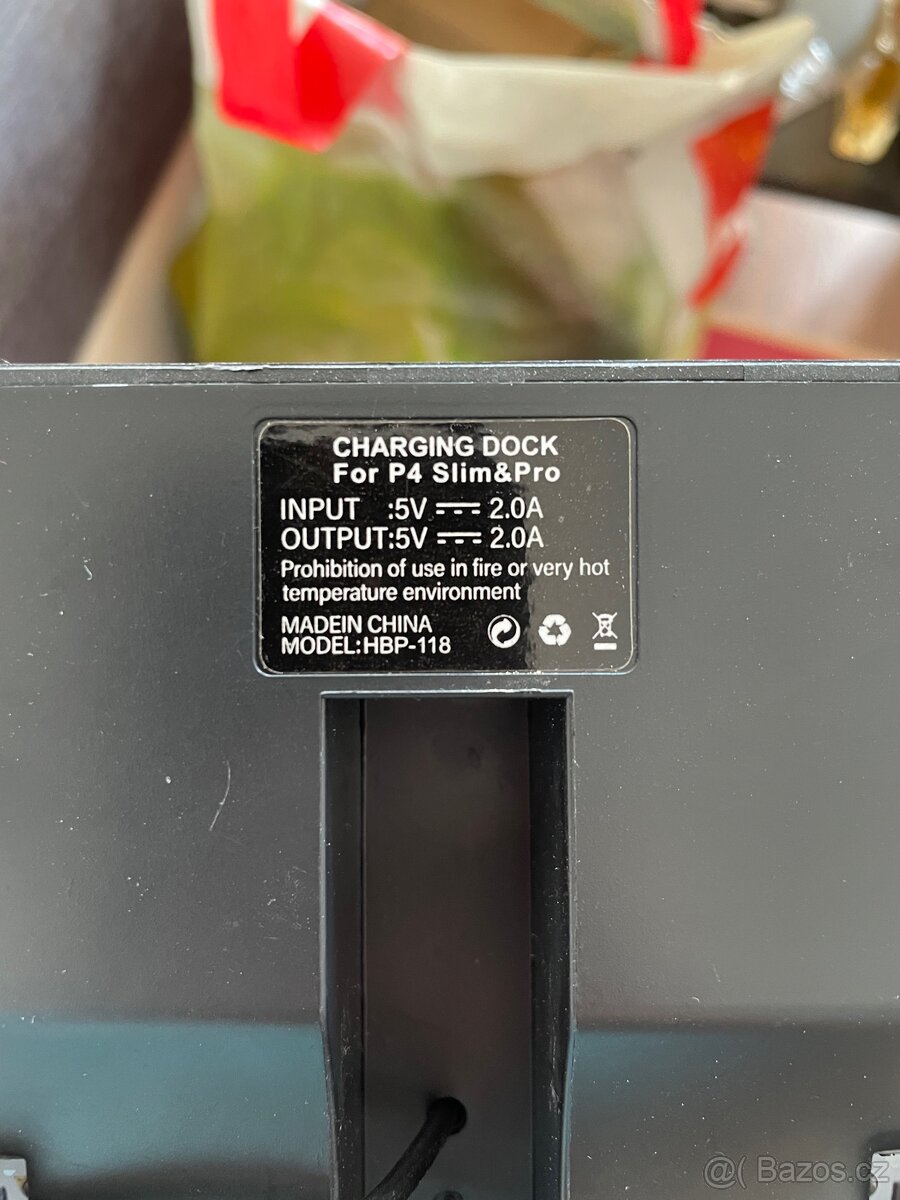 CHARGING DOCK
For P4 Slim&Pro
INPUT :5V 2.0A
OUTPUT:5V 2.0A
Prohibition of use in fire or very hot
temperature environment
MADEIN CHINA
MODEL:HBP-118
@( Bazos.cz